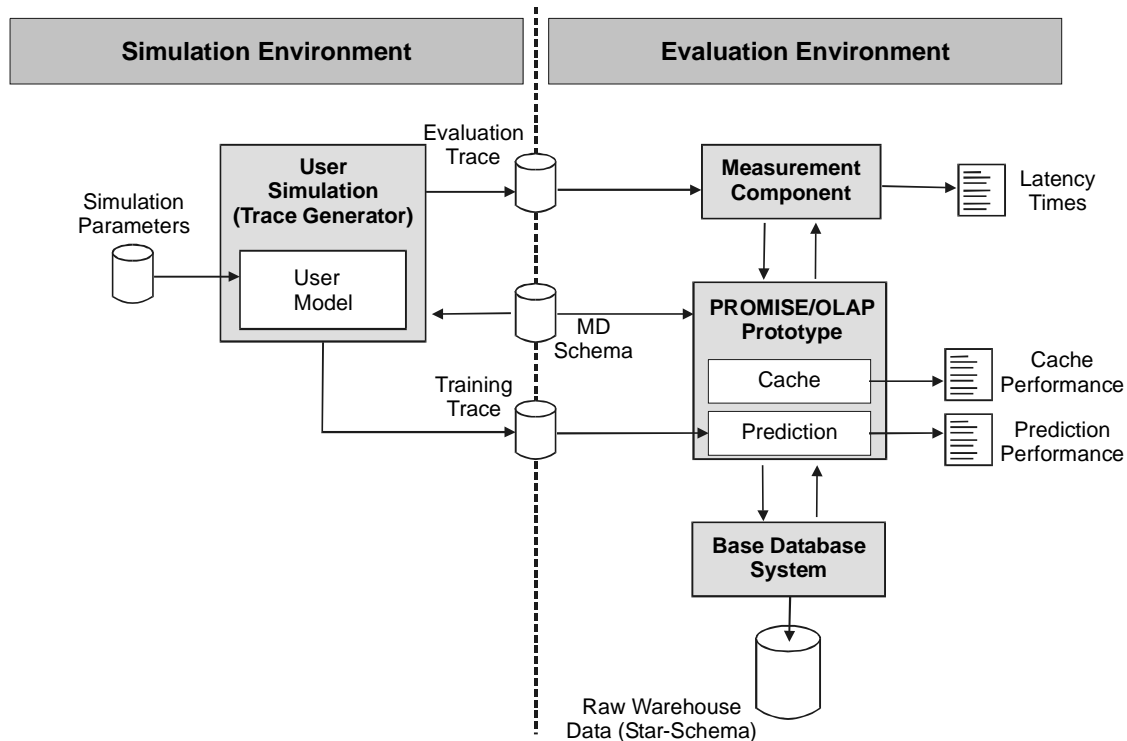 Simulation Environment
Evaluation Environment
Evaluation
Trace
User
Simulation
(Trace Generator)
Measurement
Component
Latency
Times
Simulation
Parameters
User
Model
MD
Schema
PROMISE/OLAP
Prototype
Cache
Cache
Performance
Training
Trace
Prediction
Prediction
Performance
Base Database
System
Raw Warehouse
Data (Star-Schema)